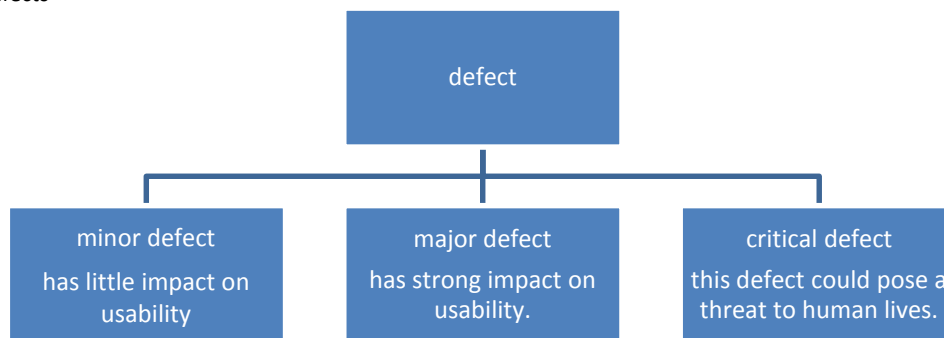 defect
minor defect
has little impact on
usability
major defect
has strong impact on
usability.
critical defect
this defect could pose a
threat to human lives.